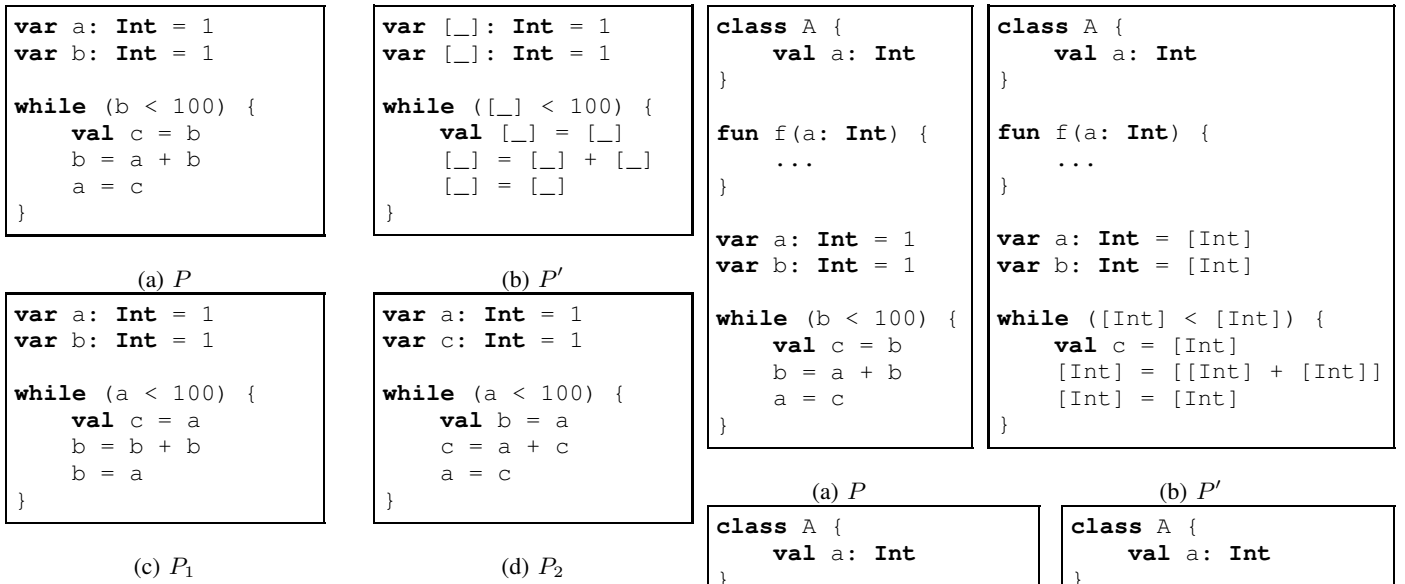 var a: Int = 1
var b: Int = 1
while (b < 100) {
val c = b
b = a + b
a = c
}
(a) P
var [_]: Int = 1
var [_]: Int = 1
while ([_] < 100) {
val [_] = [_]
[_] = [_] + [_]
[_] = [_]
}
(b) P′
var a: Int = 1
var b: Int = 1
while (a < 100) {
val c = a
b = b + b
b = a
}
(c) P₁
var a: Int = 1
var c: Int = 1
while (a < 100) {
val b = a
c = a + c
a = c
}
(d) P₂
class A {
val a: Int
}
fun f(a: Int) {
...
}
var a: Int = 1
var b: Int = 1
while (b < 100) {
val c = b
b = a + b
a = c
}
(a) P
class A {
val a: Int
}
fun f(a: Int) {
...
}
var a: Int = [Int]
var b: Int = [Int]
while ([Int] < [Int]) {
val c = [Int]
[Int] = [[Int] + [Int]]
[Int] = [Int]
}
(b) P′
class A {
val a: Int
}
class A {
val a: Int
}